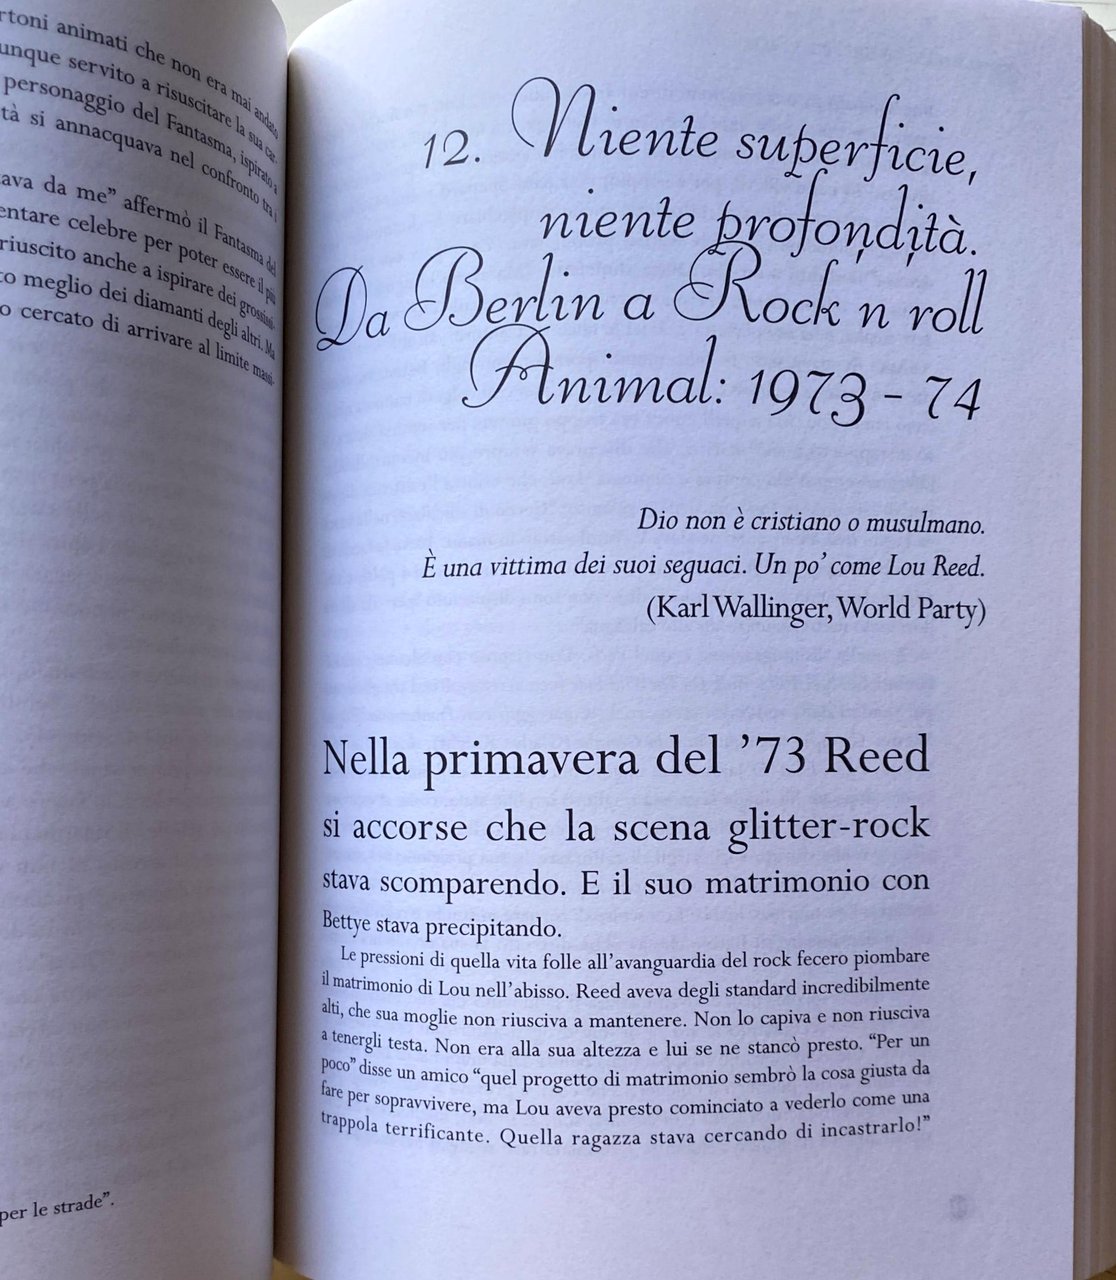 rtoni animati che non era mai andato
unque servito a risuscitare la sua car-
personaggio del Fantasma, ispirato a
tà si annacquava nel confronto tra i
ava da me” affermò il Fantasma del
entare celebre per poter essere il più
riuscito anche a ispirare dei grossissi-
to meglio dei diamanti degli altri. Ma
o cercato di arrivare al limite massi-
per le strade”.
12. Niente superficie,
niente profondità.
Da Berlin a Rock n roll
Animal: 1973 - 74
Dio non è cristiano o musulmano.
È una vittima dei suoi seguaci. Un po’ come Lou Reed.
(Karl Wallinger, World Party)
Nella primavera del ’73 Reed
si accorse che la scena glitter-rock
stava scomparendo. E il suo matrimonio con
Bettye stava precipitando.
Le pressioni di quella vita folle all’avanguardia del rock fecero piombare
il matrimonio di Lou nell’abisso. Reed aveva degli standard incredibilmente
alti, che sua moglie non riusciva a mantenere. Non lo capiva e non riusciva
a tenergli testa. Non era alla sua altezza e lui se ne stancò presto. “Per un
poco” disse un amico “quel progetto di matrimonio sembrò la cosa giusta da
fare per sopravvivere, ma Lou aveva presto cominciato a vederlo come una
trappola terrificante. Quella ragazza stava cercando di incastrarlo!”